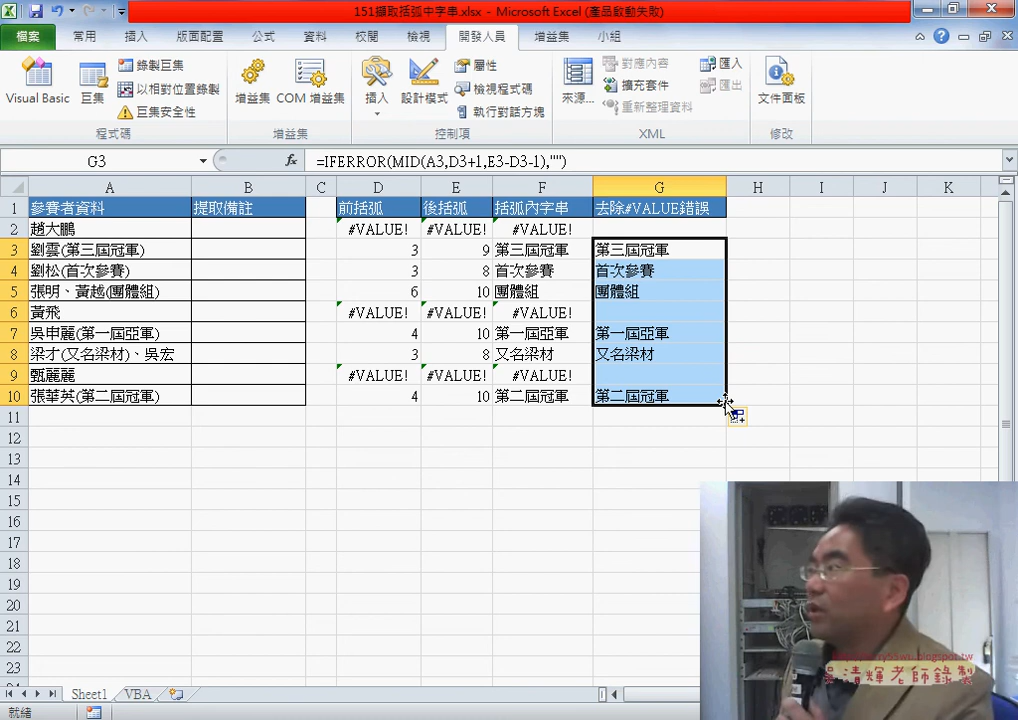 151擷取括弧中字串.xlsx - Microsoft Excel (產品啟動失敗)
檔案 常用 插入 版面配置 公式 資料 校閱 檢視 開發人員 增益集 小組
Visual Basic 巨集 錄製巨集 以相對位置錄製 巨集安全性 增益集 COM 增益集 插入 設計模式 屬性 檢視程式碼 執行對話方塊 來源... 對應內容 擴充套件 重新整理資料 匯入 匯出 文件面板
程式碼 增益集 控制項 XML 修改
G3 fx =IFERROR(MID(A3,D3+1,E3-D3-1),"")
A B C D E F G H I J K
1 參賽者資料 提取備註 前括弧 後括弧 括弧內字串 去除#VALUE錯誤
2 趙大鵬 #VALUE! #VALUE! #VALUE!
3 劉雲(第三屆冠軍) 3 9 第三屆冠軍 第三屆冠軍
4 劉松(首次參賽) 3 8 首次參賽 首次參賽
5 張明、黃越(團體組) 6 10 團體組 團體組
6 黃飛 #VALUE! #VALUE! #VALUE!
7 吳申麗(第一屆亞軍) 4 10 第一屆亞軍 第一屆亞軍
8 梁才(又名梁材)、吳宏 3 8 又名梁材 又名梁材
9 甄麗麗 #VALUE! #VALUE! #VALUE!
10 張華英(第二屆冠軍) 4 10 第二屆冠軍 第二屆冠軍
11
12
13
14
15
16
17
18
19
20
21
22
23
吳清輝老師錄製
Sheet1 VBA
就緒